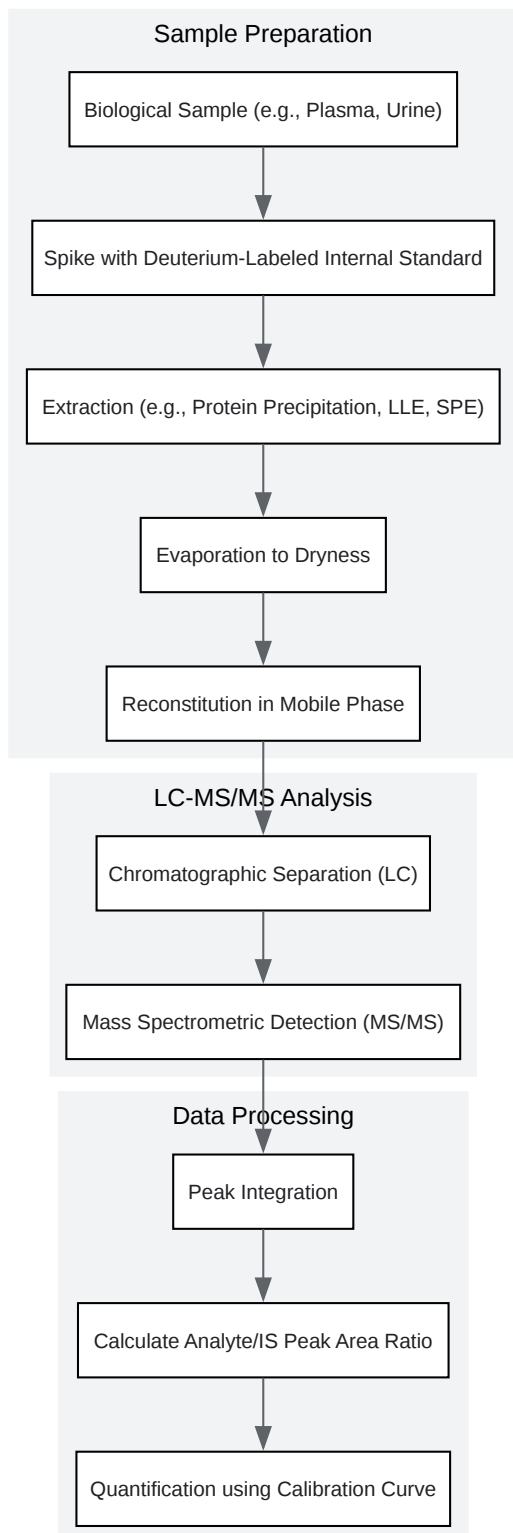 Sample Preparation
Biological Sample (e.g., Plasma, Urine)
Spike with Deuterium-Labeled Internal Standard
Extraction (e.g., Protein Precipitation, LLE, SPE)
Evaporation to Dryness
Reconstitution in Mobile Phase
LC-MS/MS Analysis
Chromatographic Separation (LC)
Mass Spectrometric Detection (MS/MS)
Data Processing
Peak Integration
Calculate Analyte/IS Peak Area Ratio
Quantification using Calibration Curve